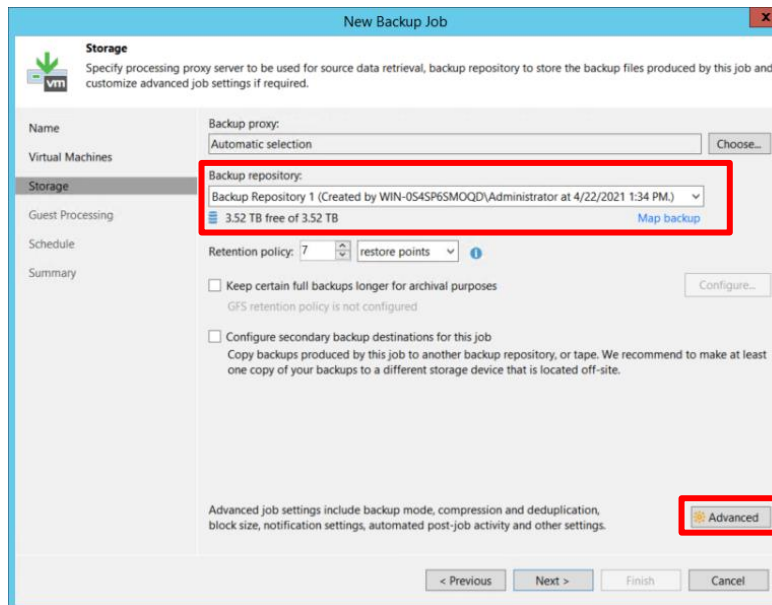 New Backup Job
x
Storage
Specify processing proxy server to be used for source data retrieval, backup repository to store the backup files produced by this job and
customize advanced job settings if required.
vm
Name
Virtual Machines
Storage
Guest Processing
Schedule
Summary
Backup proxy:
Automatic selection
Choose...
Backup repository:
Backup Repository 1 (Created by WIN-0S4SP6SMOQD\Administrator at 4/22/2021 1:34 PM.)
3.52 TB free of 3.52 TB
Map backup
Retention policy: 7 restore points
Keep certain full backups longer for archival purposes
Configure...
GFS retention policy is not configured
Configure secondary backup destinations for this job
Copy backups produced by this job to another backup repository, or tape. We recommend to make at least
one copy of your backups to a different storage device that is located off-site.
Advanced job settings include backup mode, compression and deduplication,
block size, notification settings, automated post-job activity and other settings.
Advanced
< Previous
Next >
Finish
Cancel